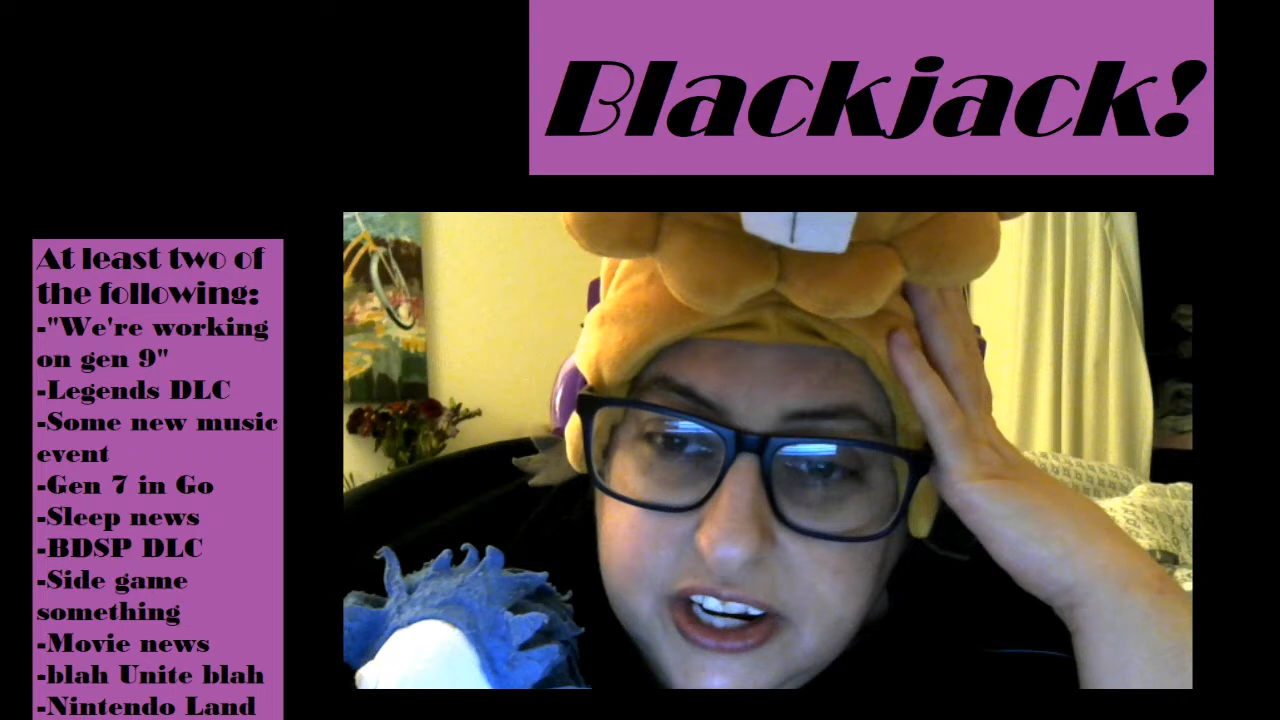 Blackjack!
At least two of
the following:
-"We're working
on gen 9"
-Legends DLC
-Some new music
event
-Gen 7 in Go
-Sleep news
-BDSP DLC
-Side game
something
-Movie news
-blah Unite blah
-Nintendo Land